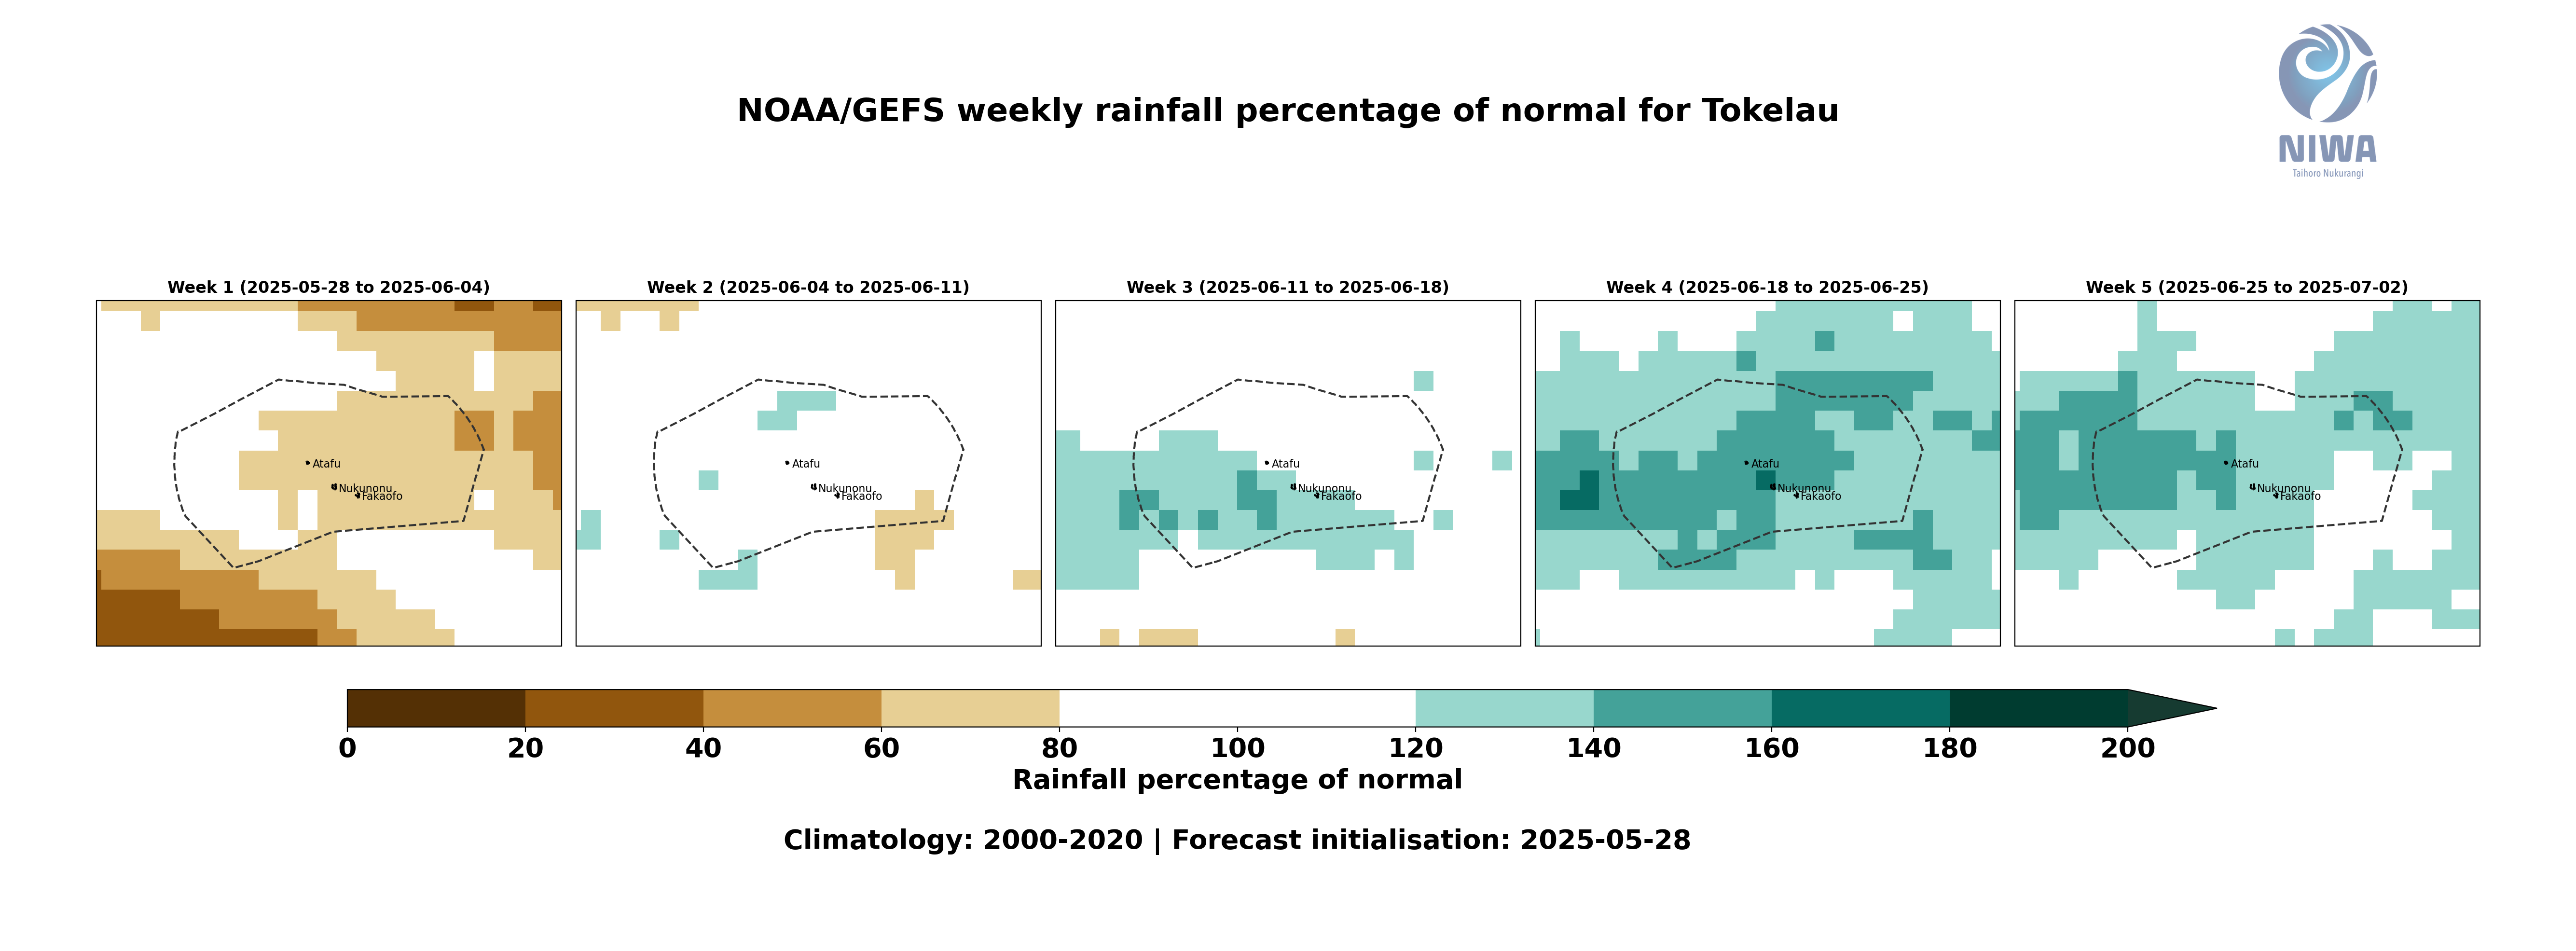 NOAA/GEFS weekly rainfall percentage of normal for Tokelau
NIWA
Taihoro Nukurangi
Week 1 (2025-05-28 to 2025-06-04)
Week 2 (2025-06-04 to 2025-06-11)
Week 3 (2025-06-11 to 2025-06-18)
Week 4 (2025-06-18 to 2025-06-25)
Week 5 (2025-06-25 to 2025-07-02)
Atafu
Nukunonu
Fakaofo
Atafu
Nukunonu
Fakaofo
Atafu
Nukunonu
Fakaofo
Atafu
Nukunonu
Fakaofo
Atafu
Nukunonu
Fakaofo
0 20 40 60 80 100 120 140 160 180 200
Rainfall percentage of normal
Climatology: 2000-2020 | Forecast initialisation: 2025-05-28